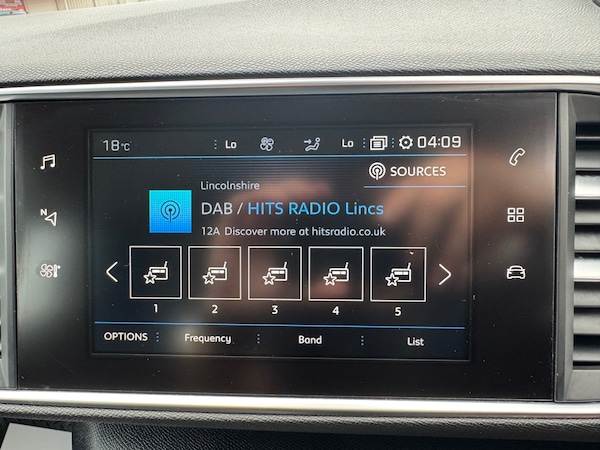 18°C Lo Lo 04:09
SOURCES
Lincolnshire
DAB / HITS RADIO Lincs
12A Discover more at hitsradio.co.uk
1 2 3 4 5
OPTIONS Frequency Band List
N